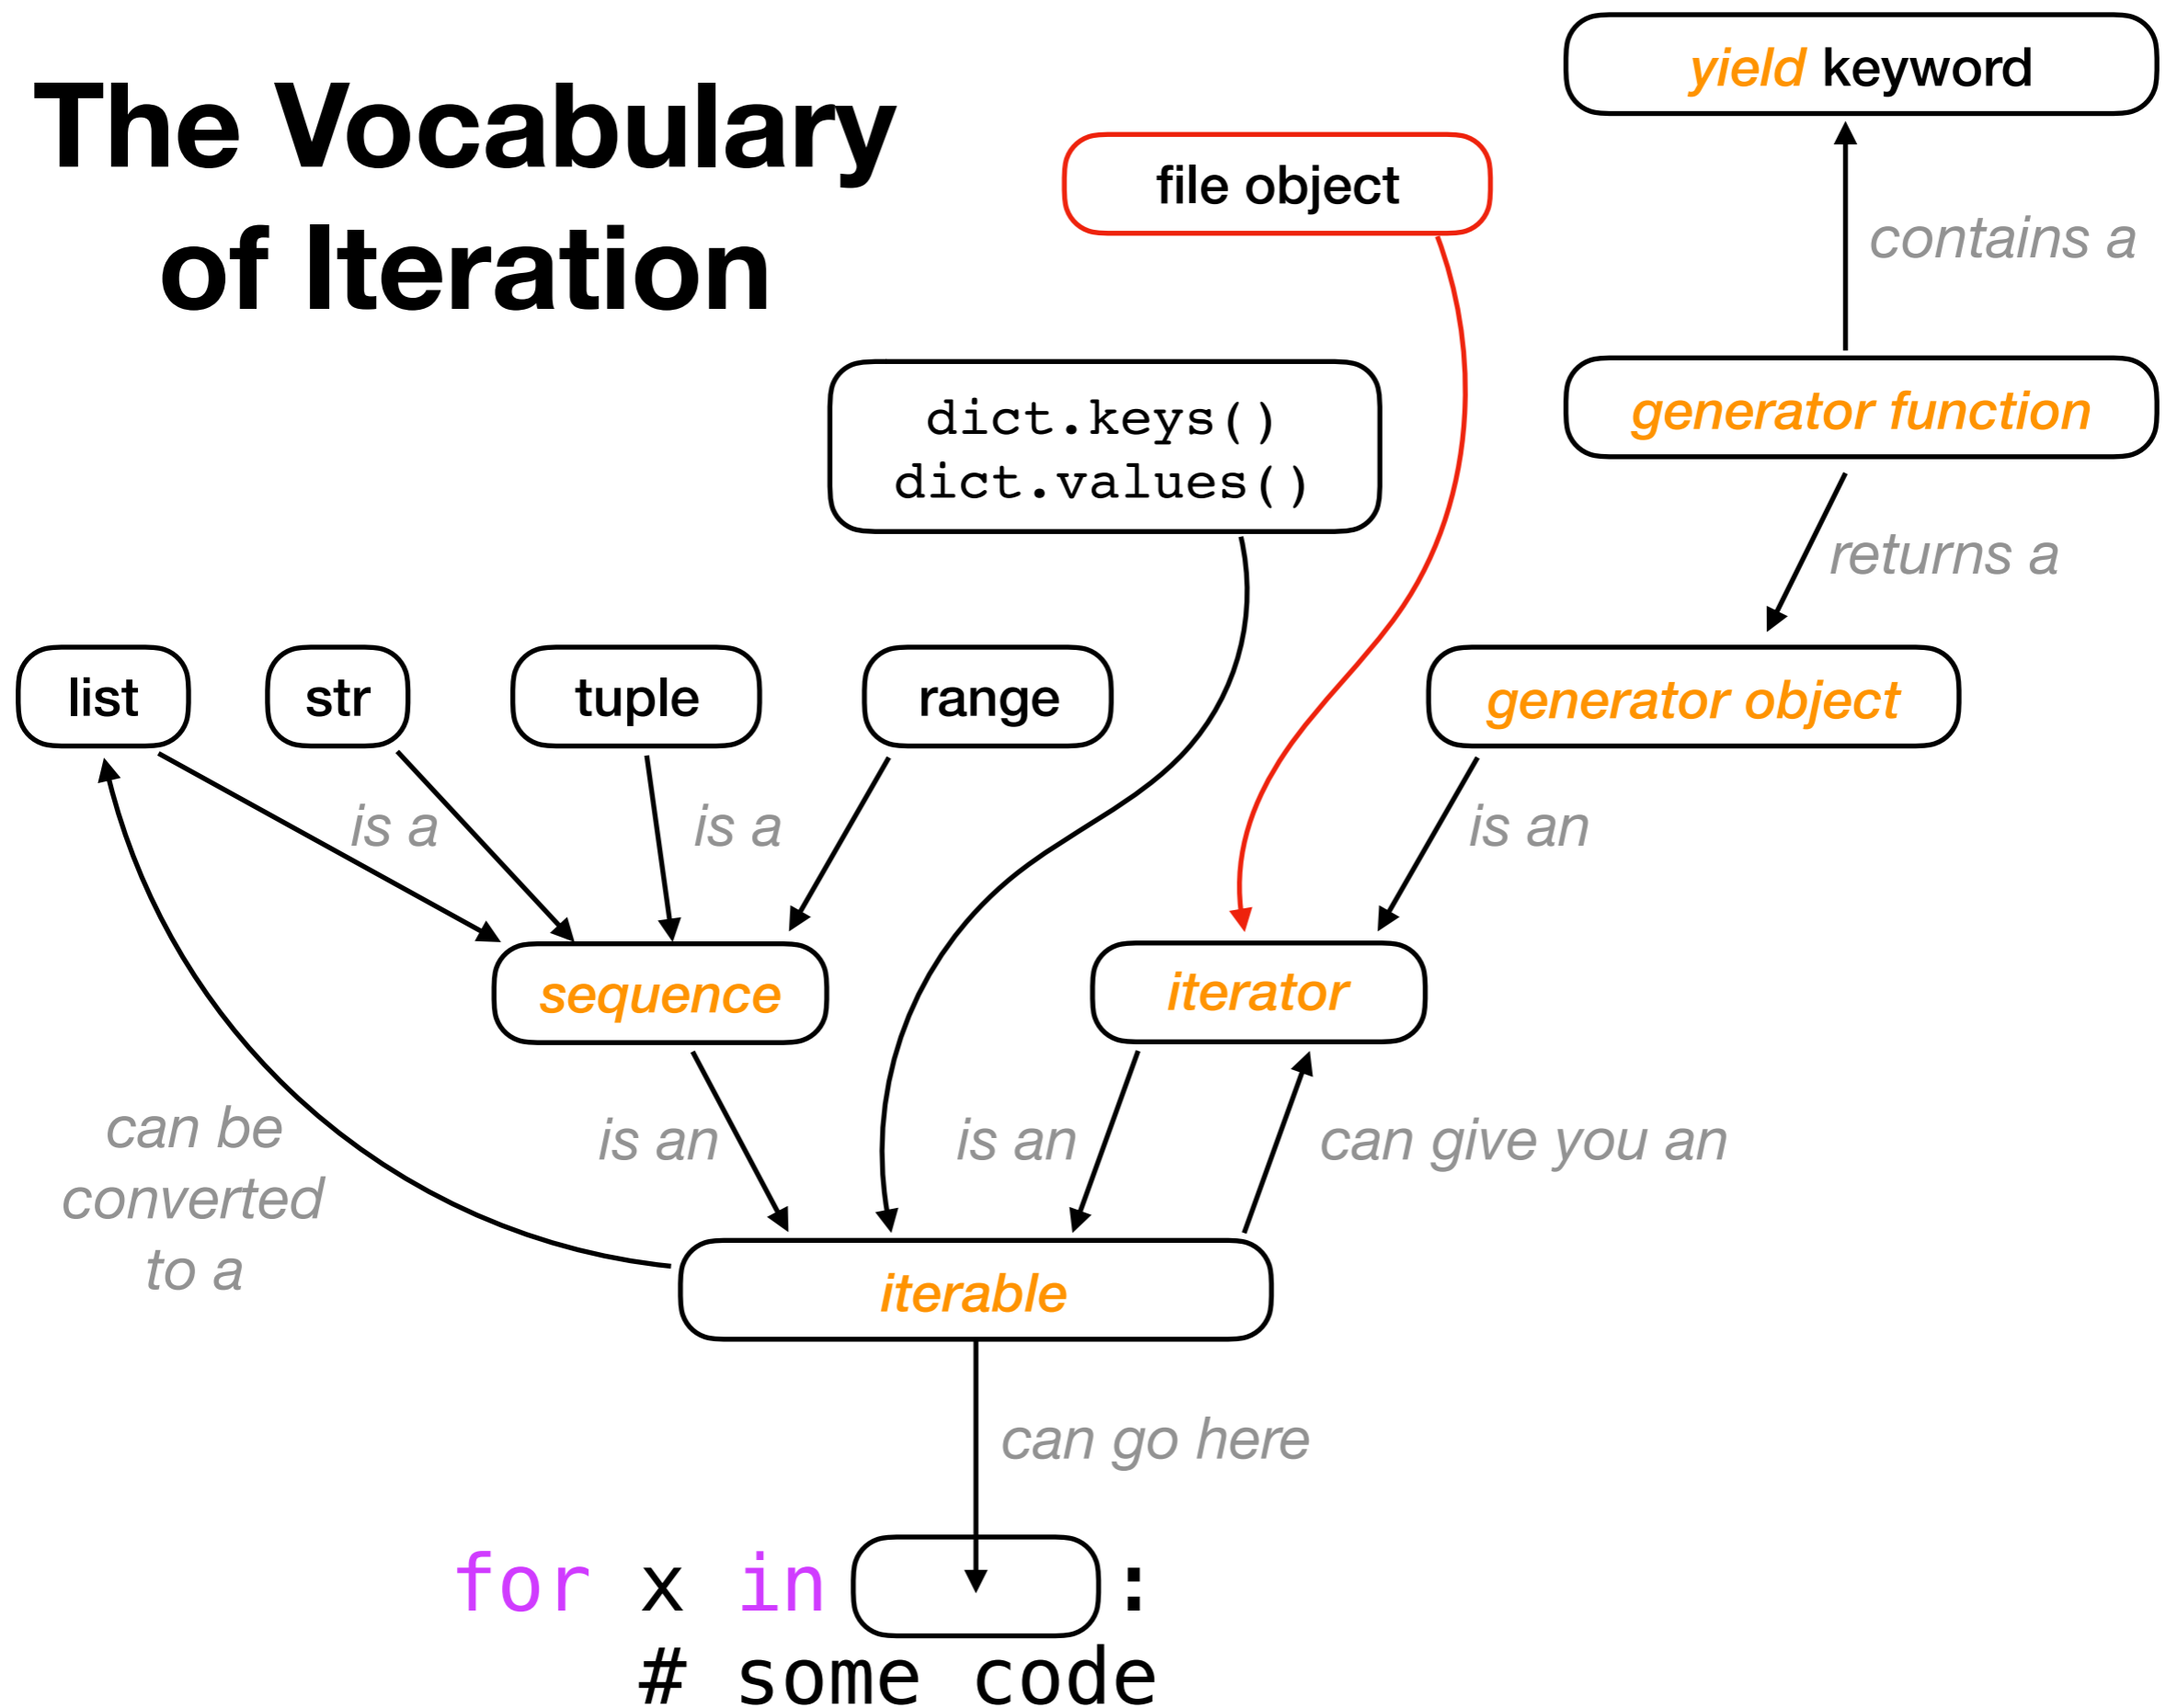 The Vocabulary
of Iteration
yield keyword
file object
contains a
dict.keys()
dict.values()
generator function
returns a
list
str
tuple
range
generator object
is a
is a
is an
sequence
iterator
can be
converted
to a
is an
is an
can give you an
iterable
can go here
for x in :
# some code